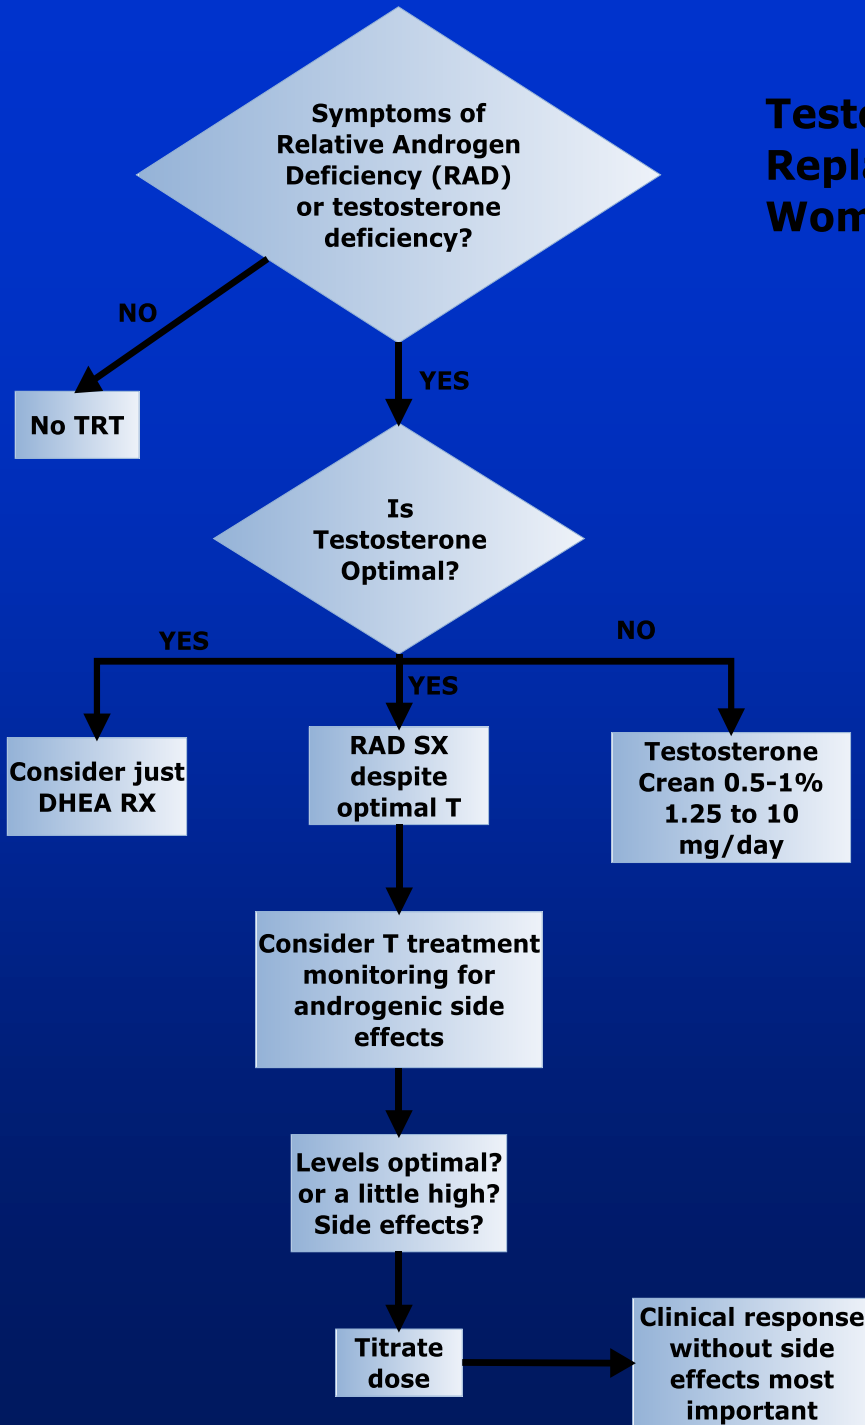 Symptoms of
Relative Androgen
Deficiency (RAD)
or testosterone
deficiency?
NO
YES
No TRT
Is
Testosterone
Optimal?
YES
YES
NO
Consider just
DHEA RX
RAD SX
despite
optimal T
Testosterone
Crean 0.5-1%
1.25 to 10
mg/day
Consider T treatment
monitoring for
androgenic side
effects
Levels optimal?
or a little high?
Side effects?
Titrate
dose
Clinical response
without side
effects most
important